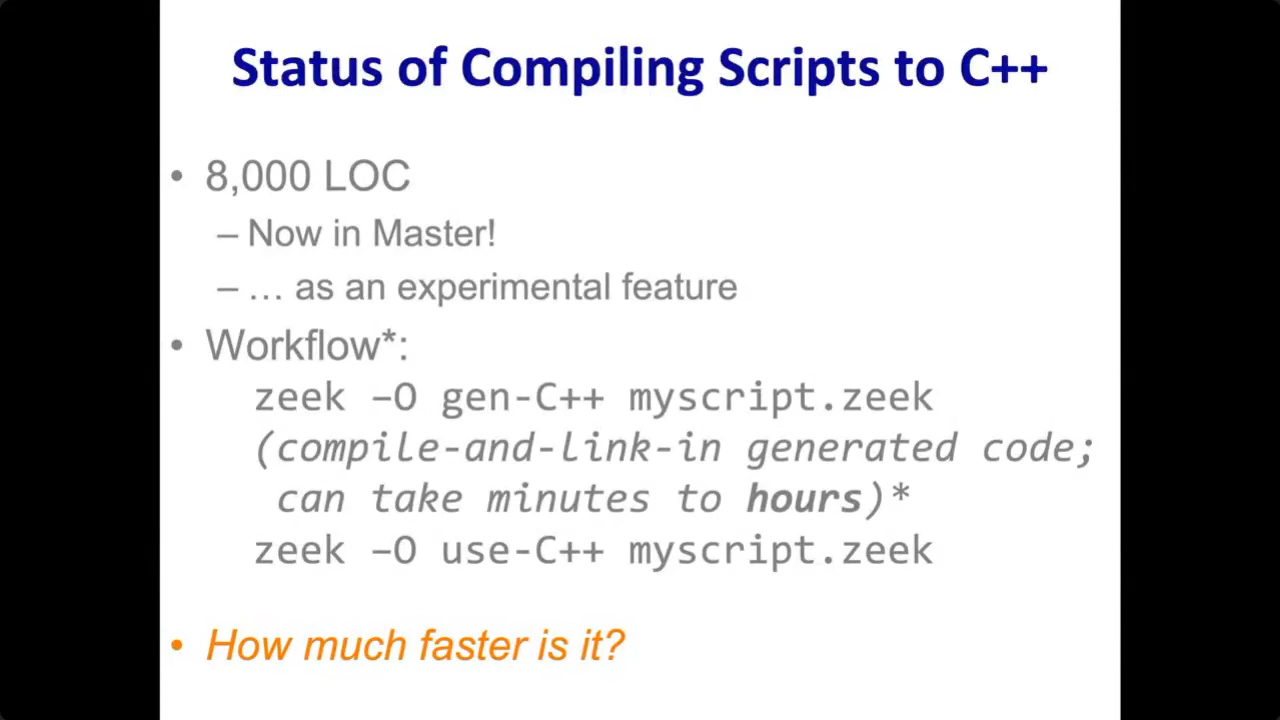 Status of Compiling Scripts to C++
• 8,000 LOC
– Now in Master!
– … as an experimental feature
• Workflow*:
zeek –O gen-C++ myscript.zeek
(compile-and-link-in generated code;
can take minutes to hours)*
zeek –O use-C++ myscript.zeek
• How much faster is it?